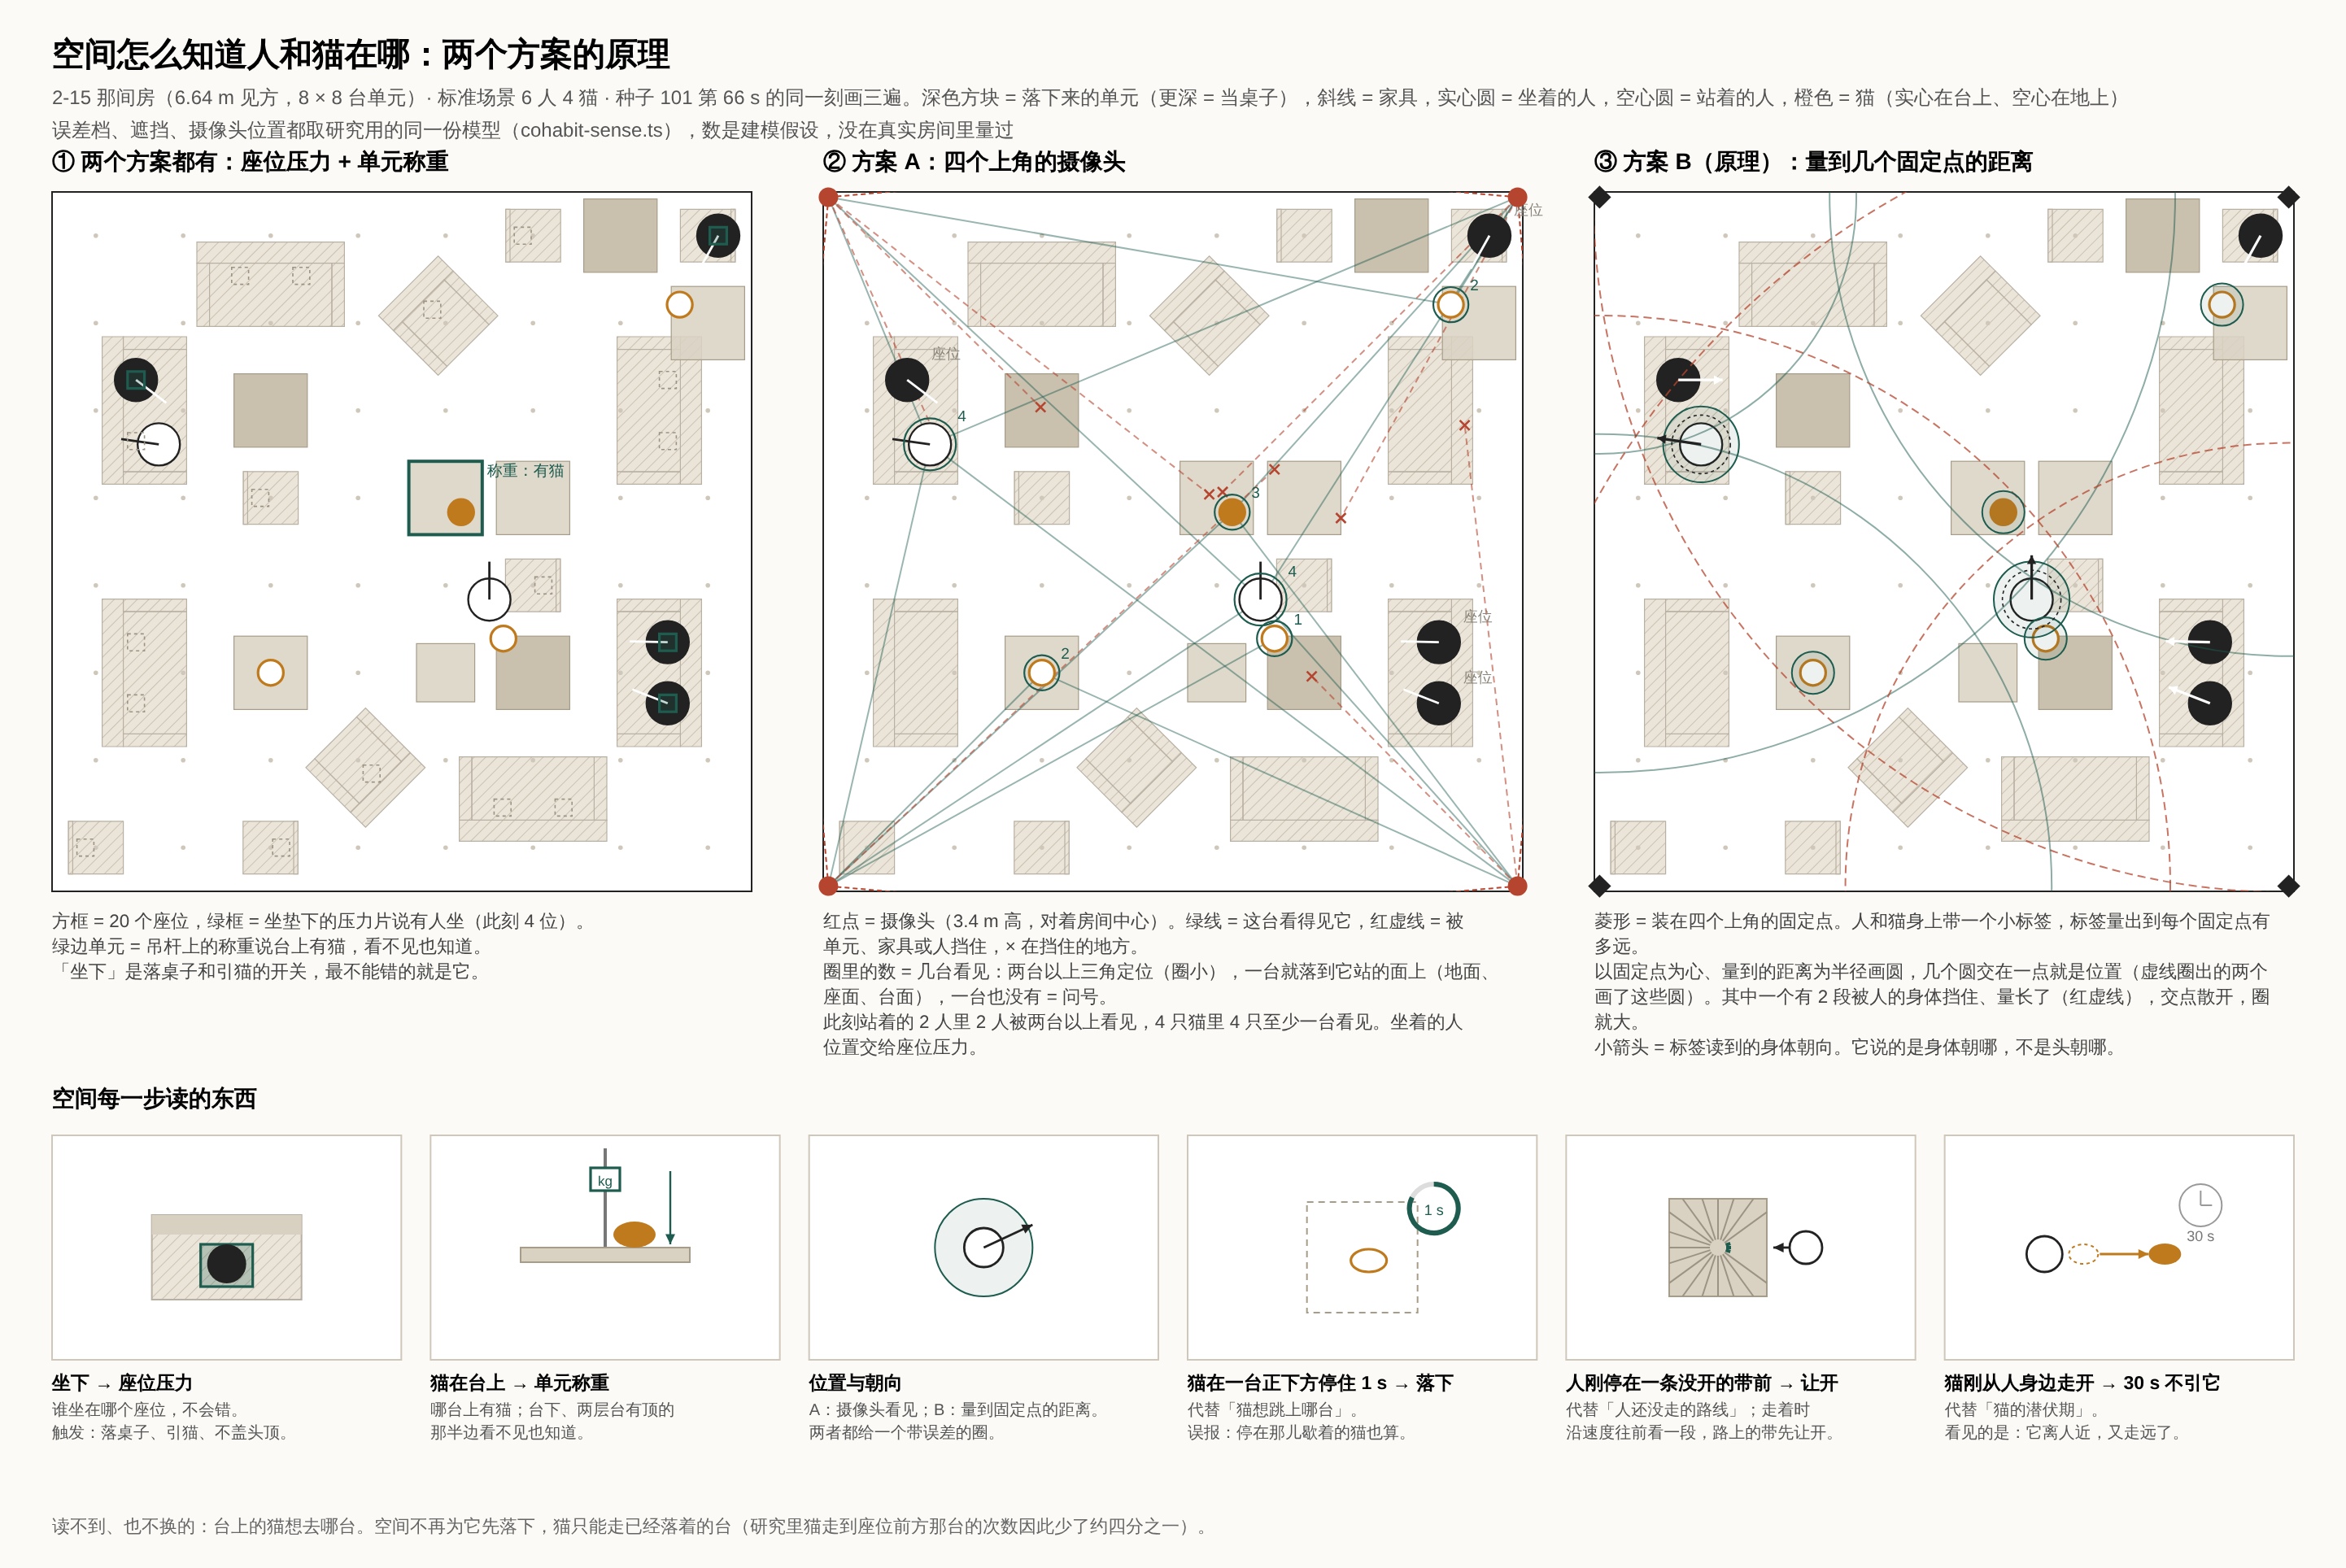 空间怎么知道人和猫在哪：两个方案的原理
2-15 那间房（6.64 m 见方，8 × 8 台单元）· 标准场景 6 人 4 猫 · 种子 101 第 66 s 的同一刻画三遍。深色方块 = 落下来的单元（更深 = 当桌子），斜线 = 家具，实心圆 = 坐着的人，空心圆 = 站着的人，橙色 = 猫（实心在台上、空心在地上）
误差档、遮挡、摄像头位置都取研究用的同一份模型（cohabit-sense.ts），数是建模假设，没在真实房间里量过
① 两个方案都有：座位压力 + 单元称重
称重：有猫
方框 = 20 个座位，绿框 = 坐垫下的压力片说有人坐（此刻 4 位）。
绿边单元 = 吊杆上的称重说台上有猫，看不见也知道。
「坐下」是落桌子和引猫的开关，最不能错的就是它。
② 方案 A：四个上角的摄像头
座位
2
座位
4
3
4
1
座位
2
座位
红点 = 摄像头（3.4 m 高，对着房间中心）。绿线 = 这台看得见它，红虚线 = 被
单元、家具或人挡住，× 在挡住的地方。
圈里的数 = 几台看见：两台以上三角定位（圈小），一台就落到它站的面上（地面、
座面、台面），一台也没有 = 问号。
此刻站着的 2 人里 2 人被两台以上看见，4 只猫里 4 只至少一台看见。坐着的人
位置交给座位压力。
③ 方案 B（原理）：量到几个固定点的距离
菱形 = 装在四个上角的固定点。人和猫身上带一个小标签，标签量出到每个固定点有
多远。
以固定点为心、量到的距离为半径画圆，几个圆交在一点就是位置（虚线圈出的两个
画了这些圆）。其中一个有 2 段被人的身体挡住、量长了（红虚线），交点散开，圈
就大。
小箭头 = 标签读到的身体朝向。它说的是身体朝哪，不是头朝哪。
空间每一步读的东西
坐下 → 座位压力
谁坐在哪个座位，不会错。
触发：落桌子、引猫、不盖头顶。
kg
猫在台上 → 单元称重
哪台上有猫；台下、两层台有顶的
那半边看不见也知道。
位置与朝向
A：摄像头看见；B：量到固定点的距离。
两者都给一个带误差的圈。
1 s
猫在一台正下方停住 1 s → 落下
代替「猫想跳上哪台」。
误报：停在那儿歇着的猫也算。
人刚停在一条没开的带前 → 让开
代替「人还没走的路线」；走着时
沿速度往前看一段，路上的带先让开。
30 s
猫刚从人身边走开 → 30 s 不引它
代替「猫的潜伏期」。
看见的是：它离人近，又走远了。
读不到、也不换的：台上的猫想去哪台。空间不再为它先落下，猫只能走已经落着的台（研究里猫走到座位前方那台的次数因此少了约四分之一）。